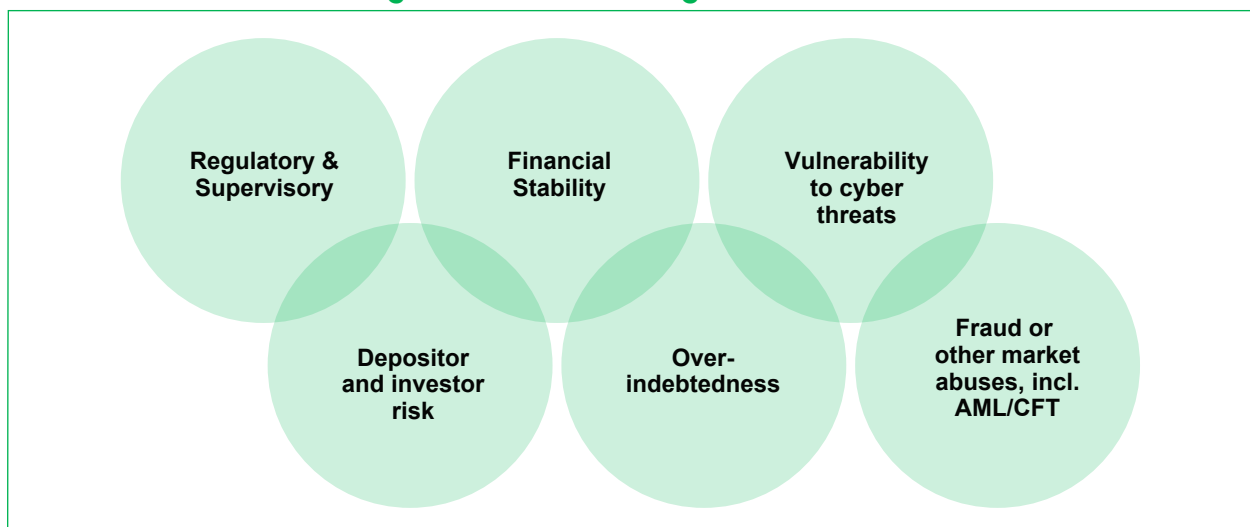 Regulatory &
Supervisory
Financial
Stability
Vulnerability
to cyber
threats
Depositor
and investor
risk
Over-
indebtedness
Fraud or
other market
abuses, incl.
AML/CFT